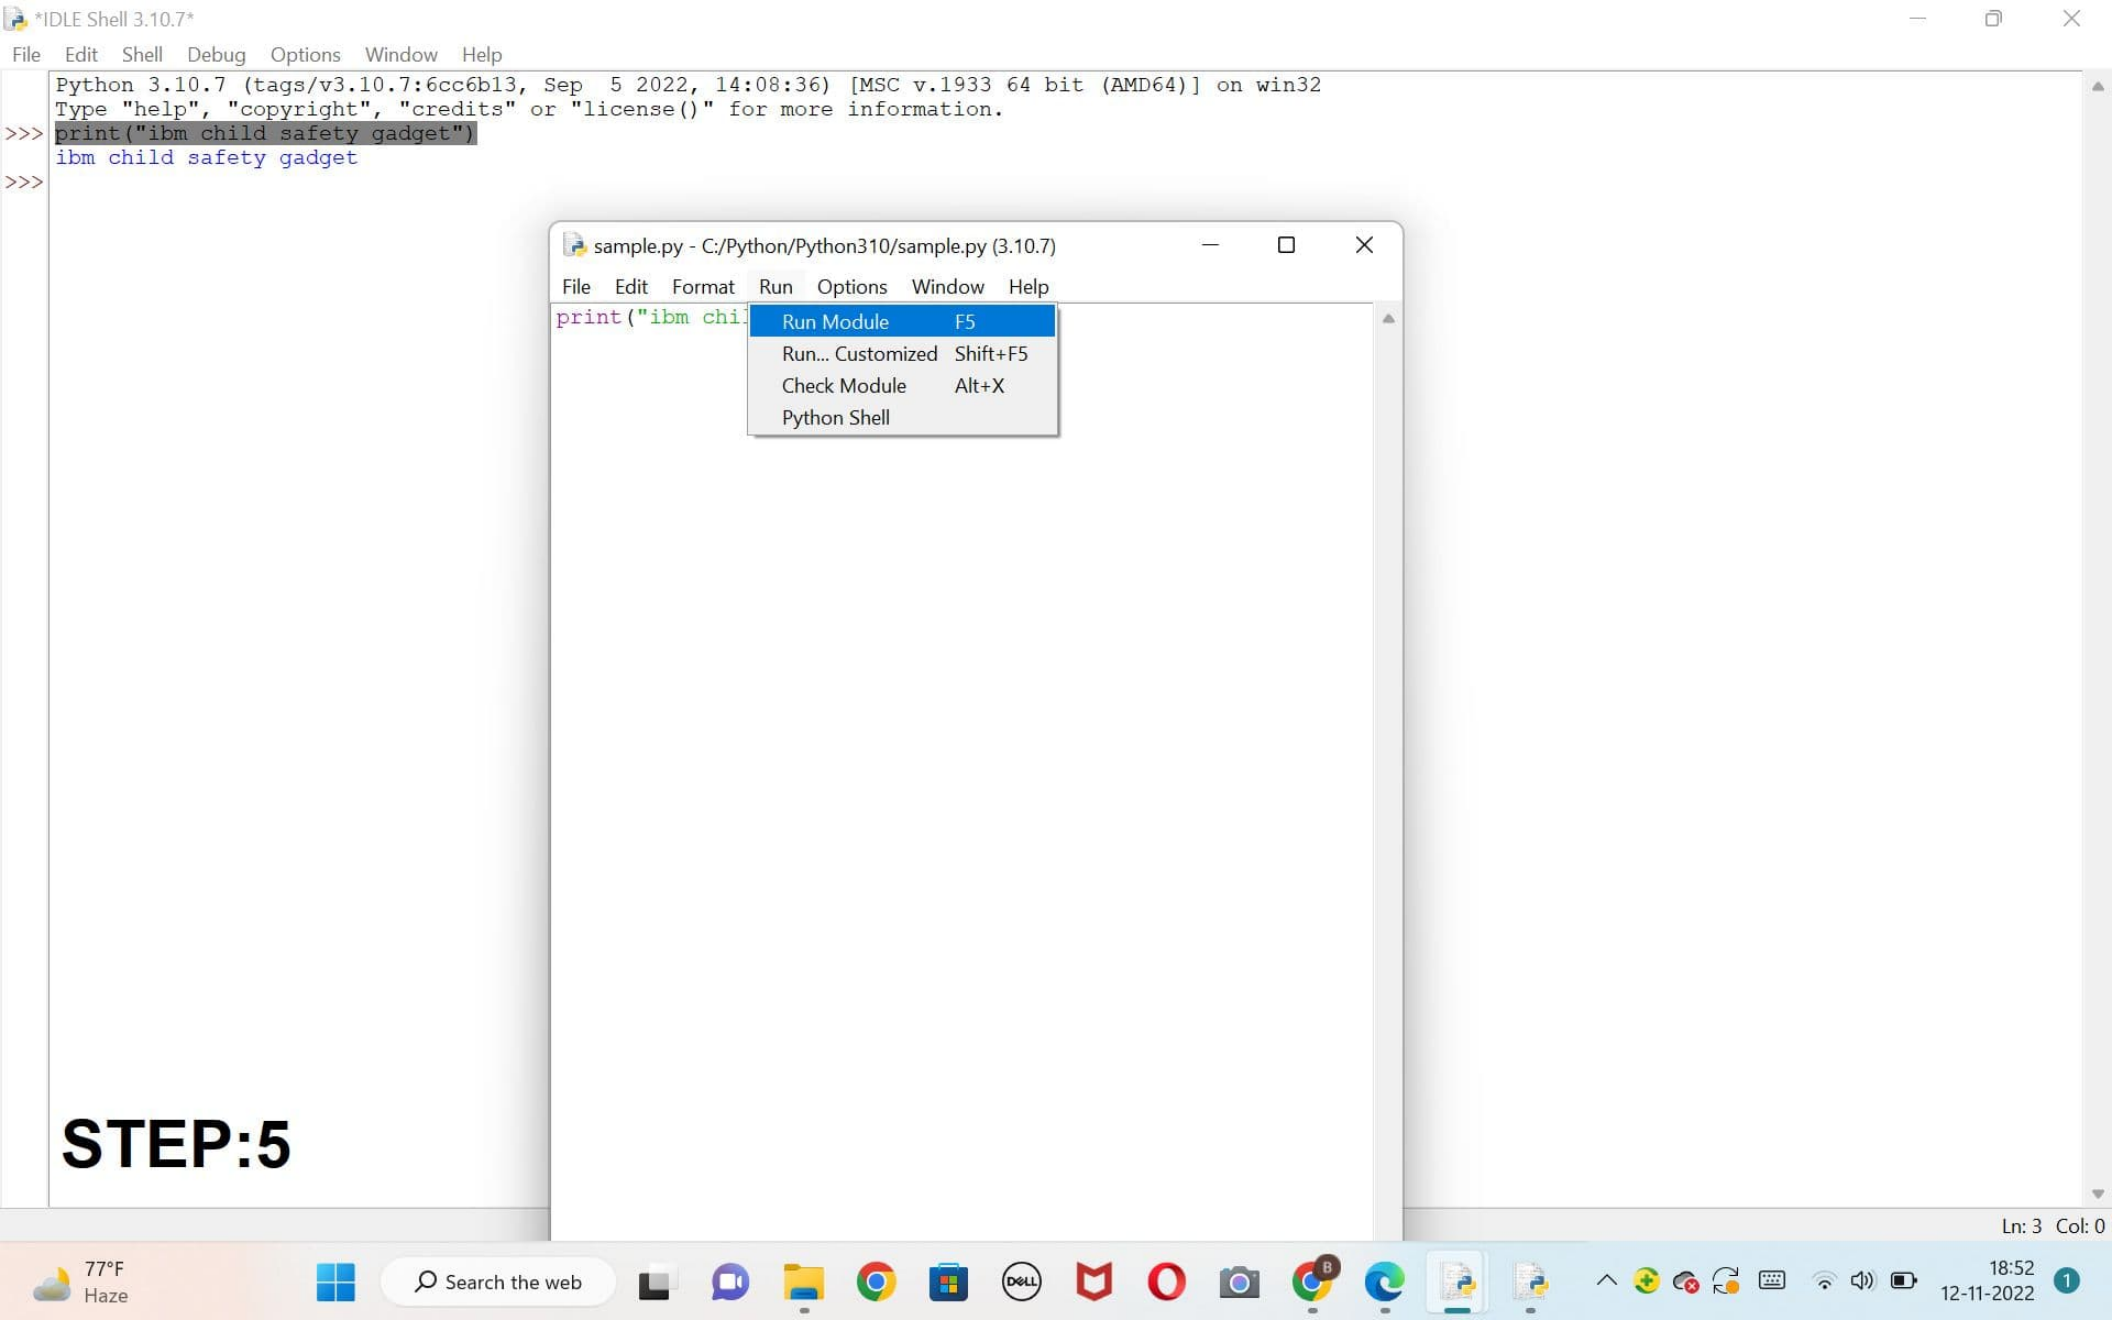 *IDLE Shell 3.10.7*
File Edit Shell Debug Options Window Help
Python 3.10.7 (tags/v3.10.7:6cc6b13, Sep  5 2022, 14:08:36) [MSC v.1933 64 bit (AMD64)] on win32
Type "help", "copyright", "credits" or "license()" for more information.
>>> print("ibm child safety gadget")
ibm child safety gadget
>>>
sample.py - C:/Python/Python310/sample.py (3.10.7)
File Edit Format Run Options Window Help
print("ibm chil
Run Module F5
Run... Customized Shift+F5
Check Module Alt+X
Python Shell
STEP:5
Ln: 3 Col: 0
77°F
Haze
Search the web
DELL
B
18:52
12-11-2022
1